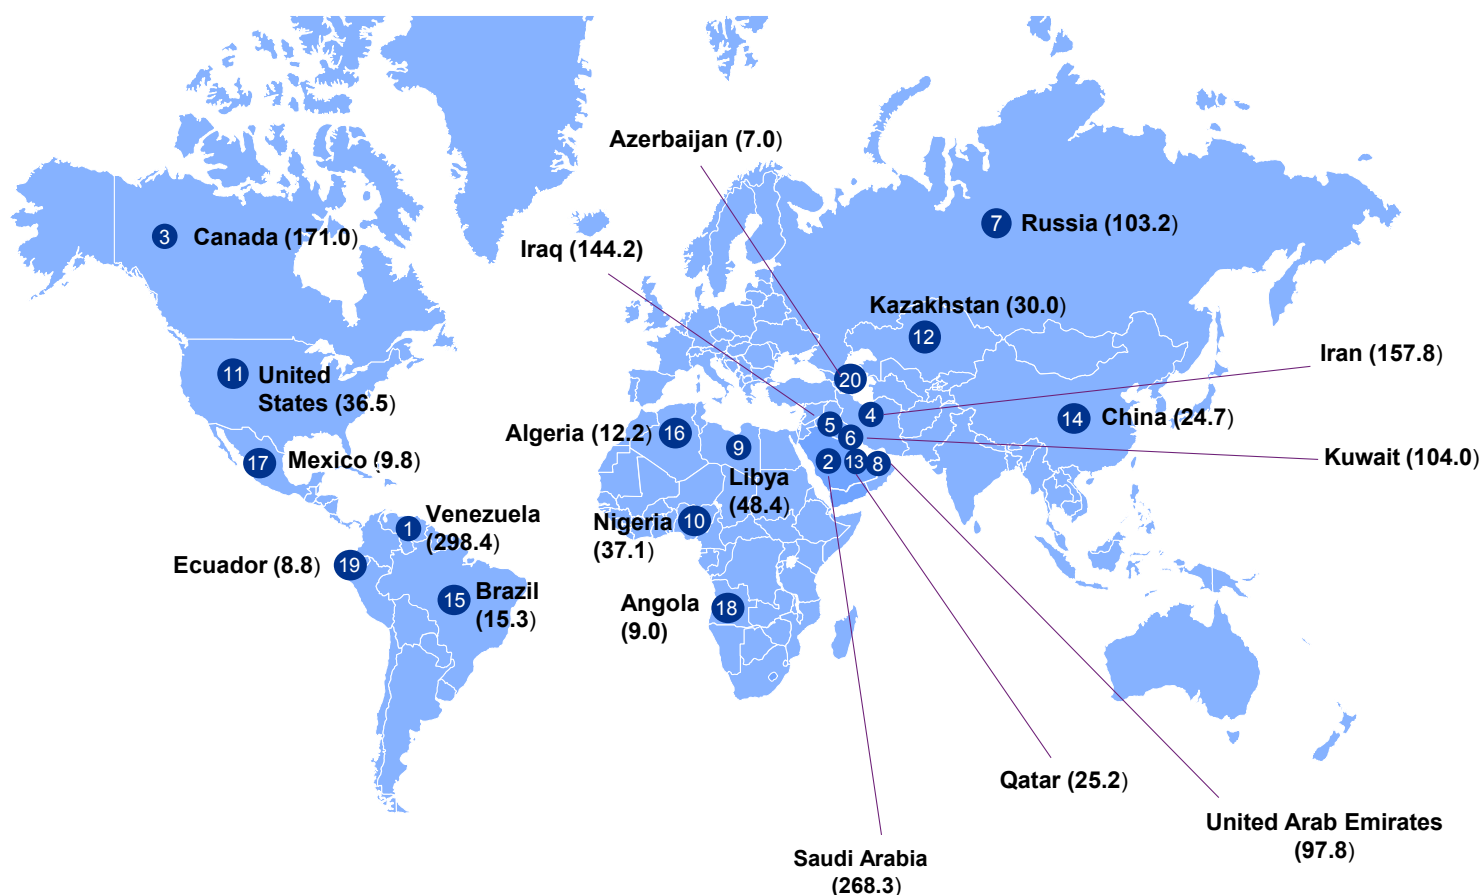 Azerbaijan (7.0)
3 Canada (171.0)
7 Russia (103.2)
Iraq (144.2)
Kazakhstan (30.0)
12
Iran (157.8)
11 United
States (36.5)
20
4
5
6
14 China (24.7)
Algeria (12.2) 16
9
Libya
(48.4)
17 Mexico (9.8)
2
13
8
Kuwait (104.0)
1 Venezuela
(298.4)
Nigeria 10
(37.1)
Ecuador (8.8) 19
15 Brazil
(15.3)
Angola 18
(9.0)
Qatar (25.2)
United Arab Emirates
(97.8)
Saudi Arabia
(268.3)